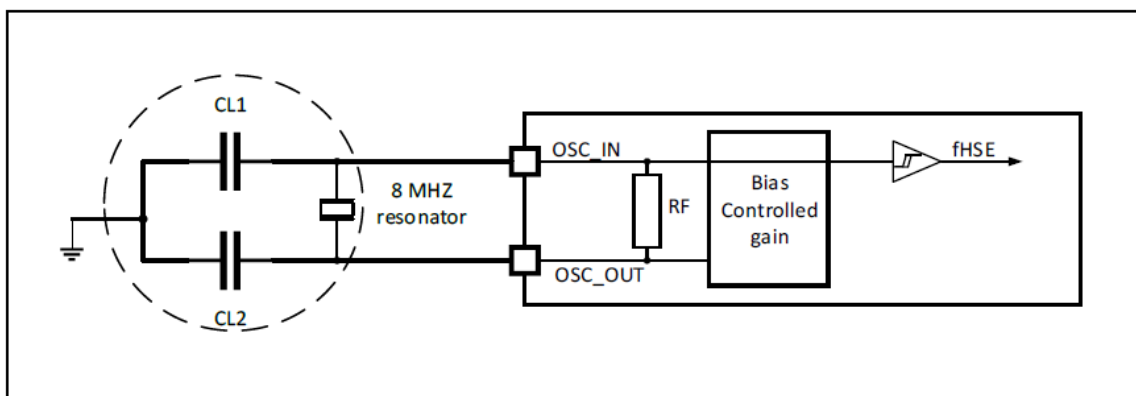 CL1
OSC_IN
fHSE
8 MHZ
resonator
RF
Bias
Controlled
gain
OSC_OUT
CL2